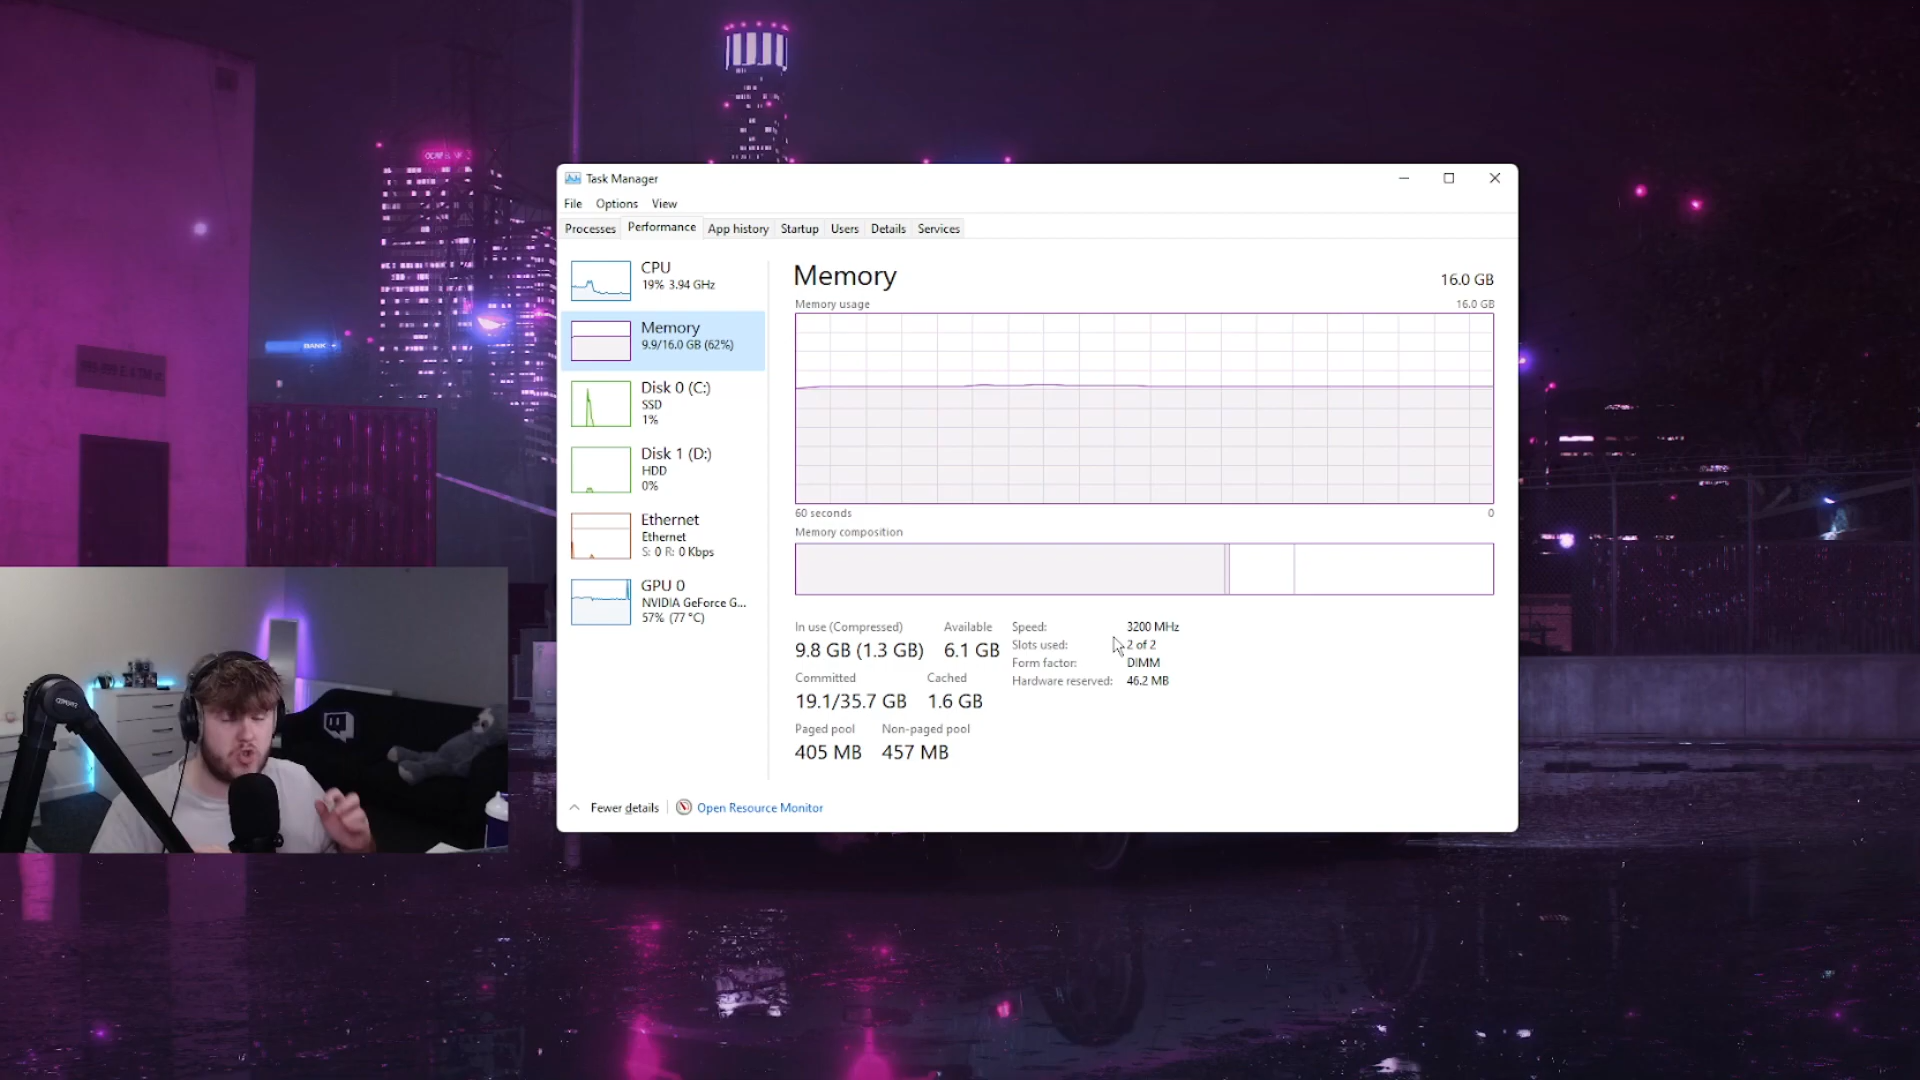 Task Manager
File Options View
Processes Performance App history Startup Users Details Services
CPU
19% 3.94 GHz
Memory
9.9/16.0 GB (62%)
Disk 0 (C:)
SSD
1%
Disk 1 (D:)
HDD
0%
Ethernet
Ethernet
S: 0 R: 0 Kbps
GPU 0
NVIDIA GeForce G...
57% (77 °C)
Memory 16.0 GB
Memory usage 16.0 GB
60 seconds 0
Memory composition
In use (Compressed) Available
9.8 GB (1.3 GB) 6.1 GB
Committed Cached
19.1/35.7 GB 1.6 GB
Paged pool Non-paged pool
405 MB 457 MB
Speed: 3200 MHz
Slots used: 2 of 2
Form factor: DIMM
Hardware reserved: 46.2 MB
Fewer details Open Resource Monitor
BANK